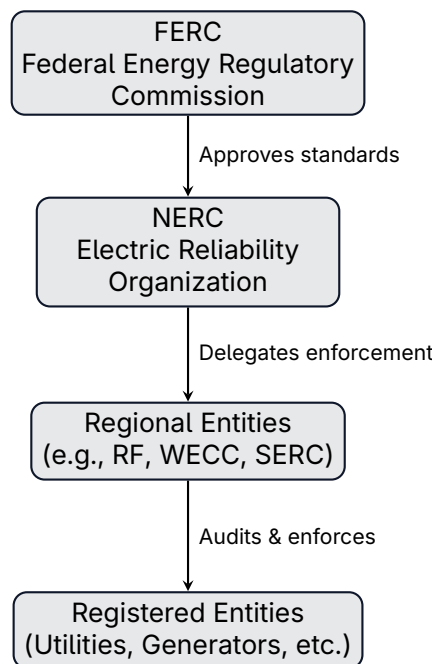 FERC
Federal Energy Regulatory
Commission
Approves standards
NERC
Electric Reliability
Organization
Delegates enforcement
Regional Entities
(e.g., RF, WECC, SERC)
Audits & enforces
Registered Entities
(Utilities, Generators, etc.)